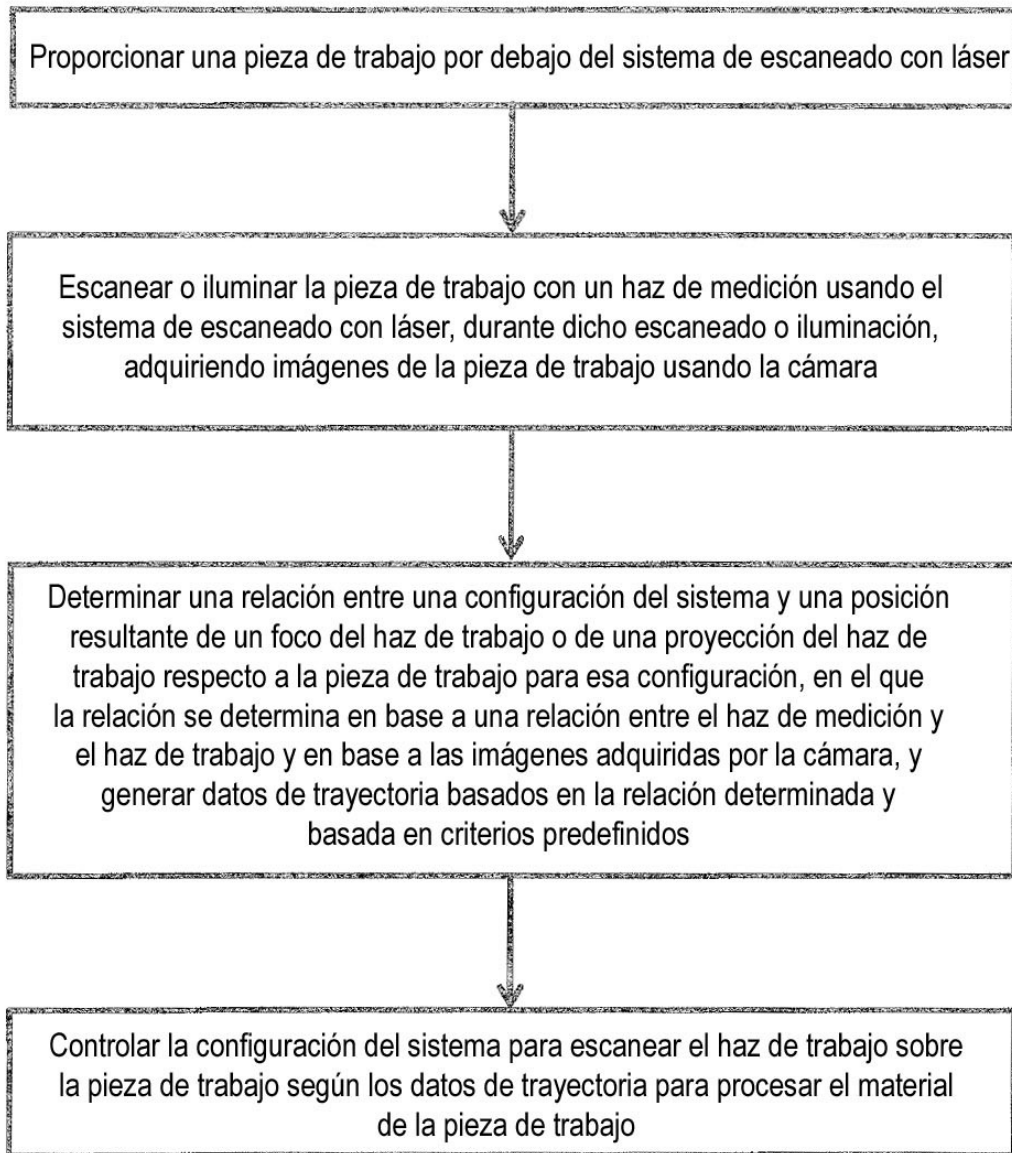 Proporcionar una pieza de trabajo por debajo del sistema de escaneado con láser
Escanear o iluminar la pieza de trabajo con un haz de medición usando el
sistema de escaneado con láser, durante dicho escaneado o iluminación,
adquiriendo imágenes de la pieza de trabajo usando la cámara
Determinar una relación entre una configuración del sistema y una posición
resultante de un foco del haz de trabajo o de una proyección del haz de
trabajo respecto a la pieza de trabajo para esa configuración, en el que
la relación se determina en base a una relación entre el haz de medición y
el haz de trabajo y en base a las imágenes adquiridas por la cámara, y
generar datos de trayectoria basados en la relación determinada y
basada en criterios predefinidos
Controlar la configuración del sistema para escanear el haz de trabajo sobre
la pieza de trabajo según los datos de trayectoria para procesar el material
de la pieza de trabajo